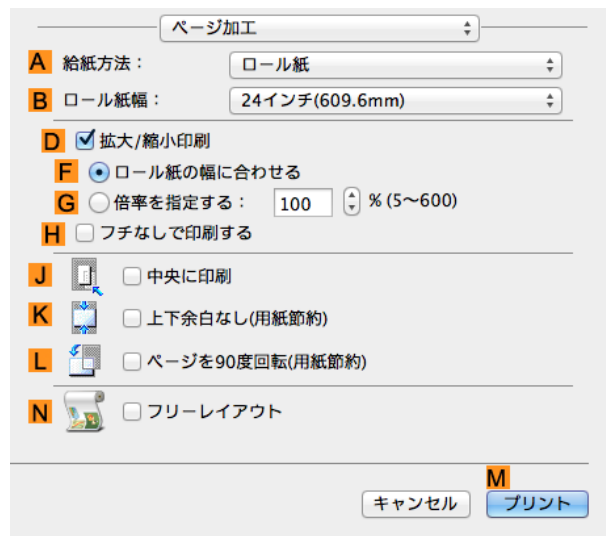 ページ加工
A 給紙方法： ロール紙
B ロール紙幅： 24インチ(609.6mm)
D 拡大/縮小印刷
F ロール紙の幅に合わせる
G 倍率を指定する： 100 % (5〜600)
H フチなしで印刷する
J 中央に印刷
K 上下余白なし(用紙節約)
L ページを90度回転(用紙節約)
N フリーレイアウト
M
キャンセル プリント